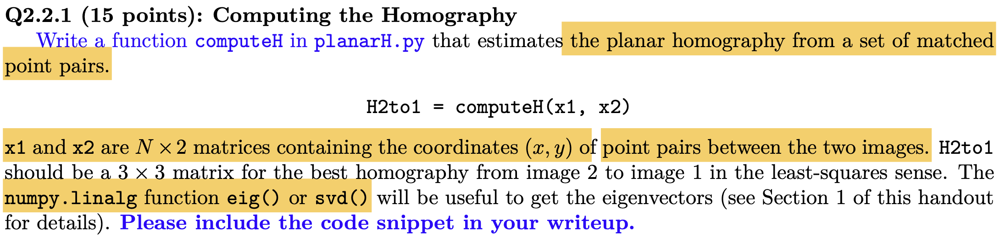 Q2.2.1 (15 points): Computing the Homography
Write a function computeH in planarH.py that estimates the planar homography from a set of matched
point pairs.
H2to1 = computeH(x1, x2)
x1 and x2 are N × 2 matrices containing the coordinates (x, y) of point pairs between the two images. H2to1
should be a 3 × 3 matrix for the best homography from image 2 to image 1 in the least-squares sense. The
numpy.linalg function eig() or svd() will be useful to get the eigenvectors (see Section 1 of this handout
for details). Please include the code snippet in your writeup.